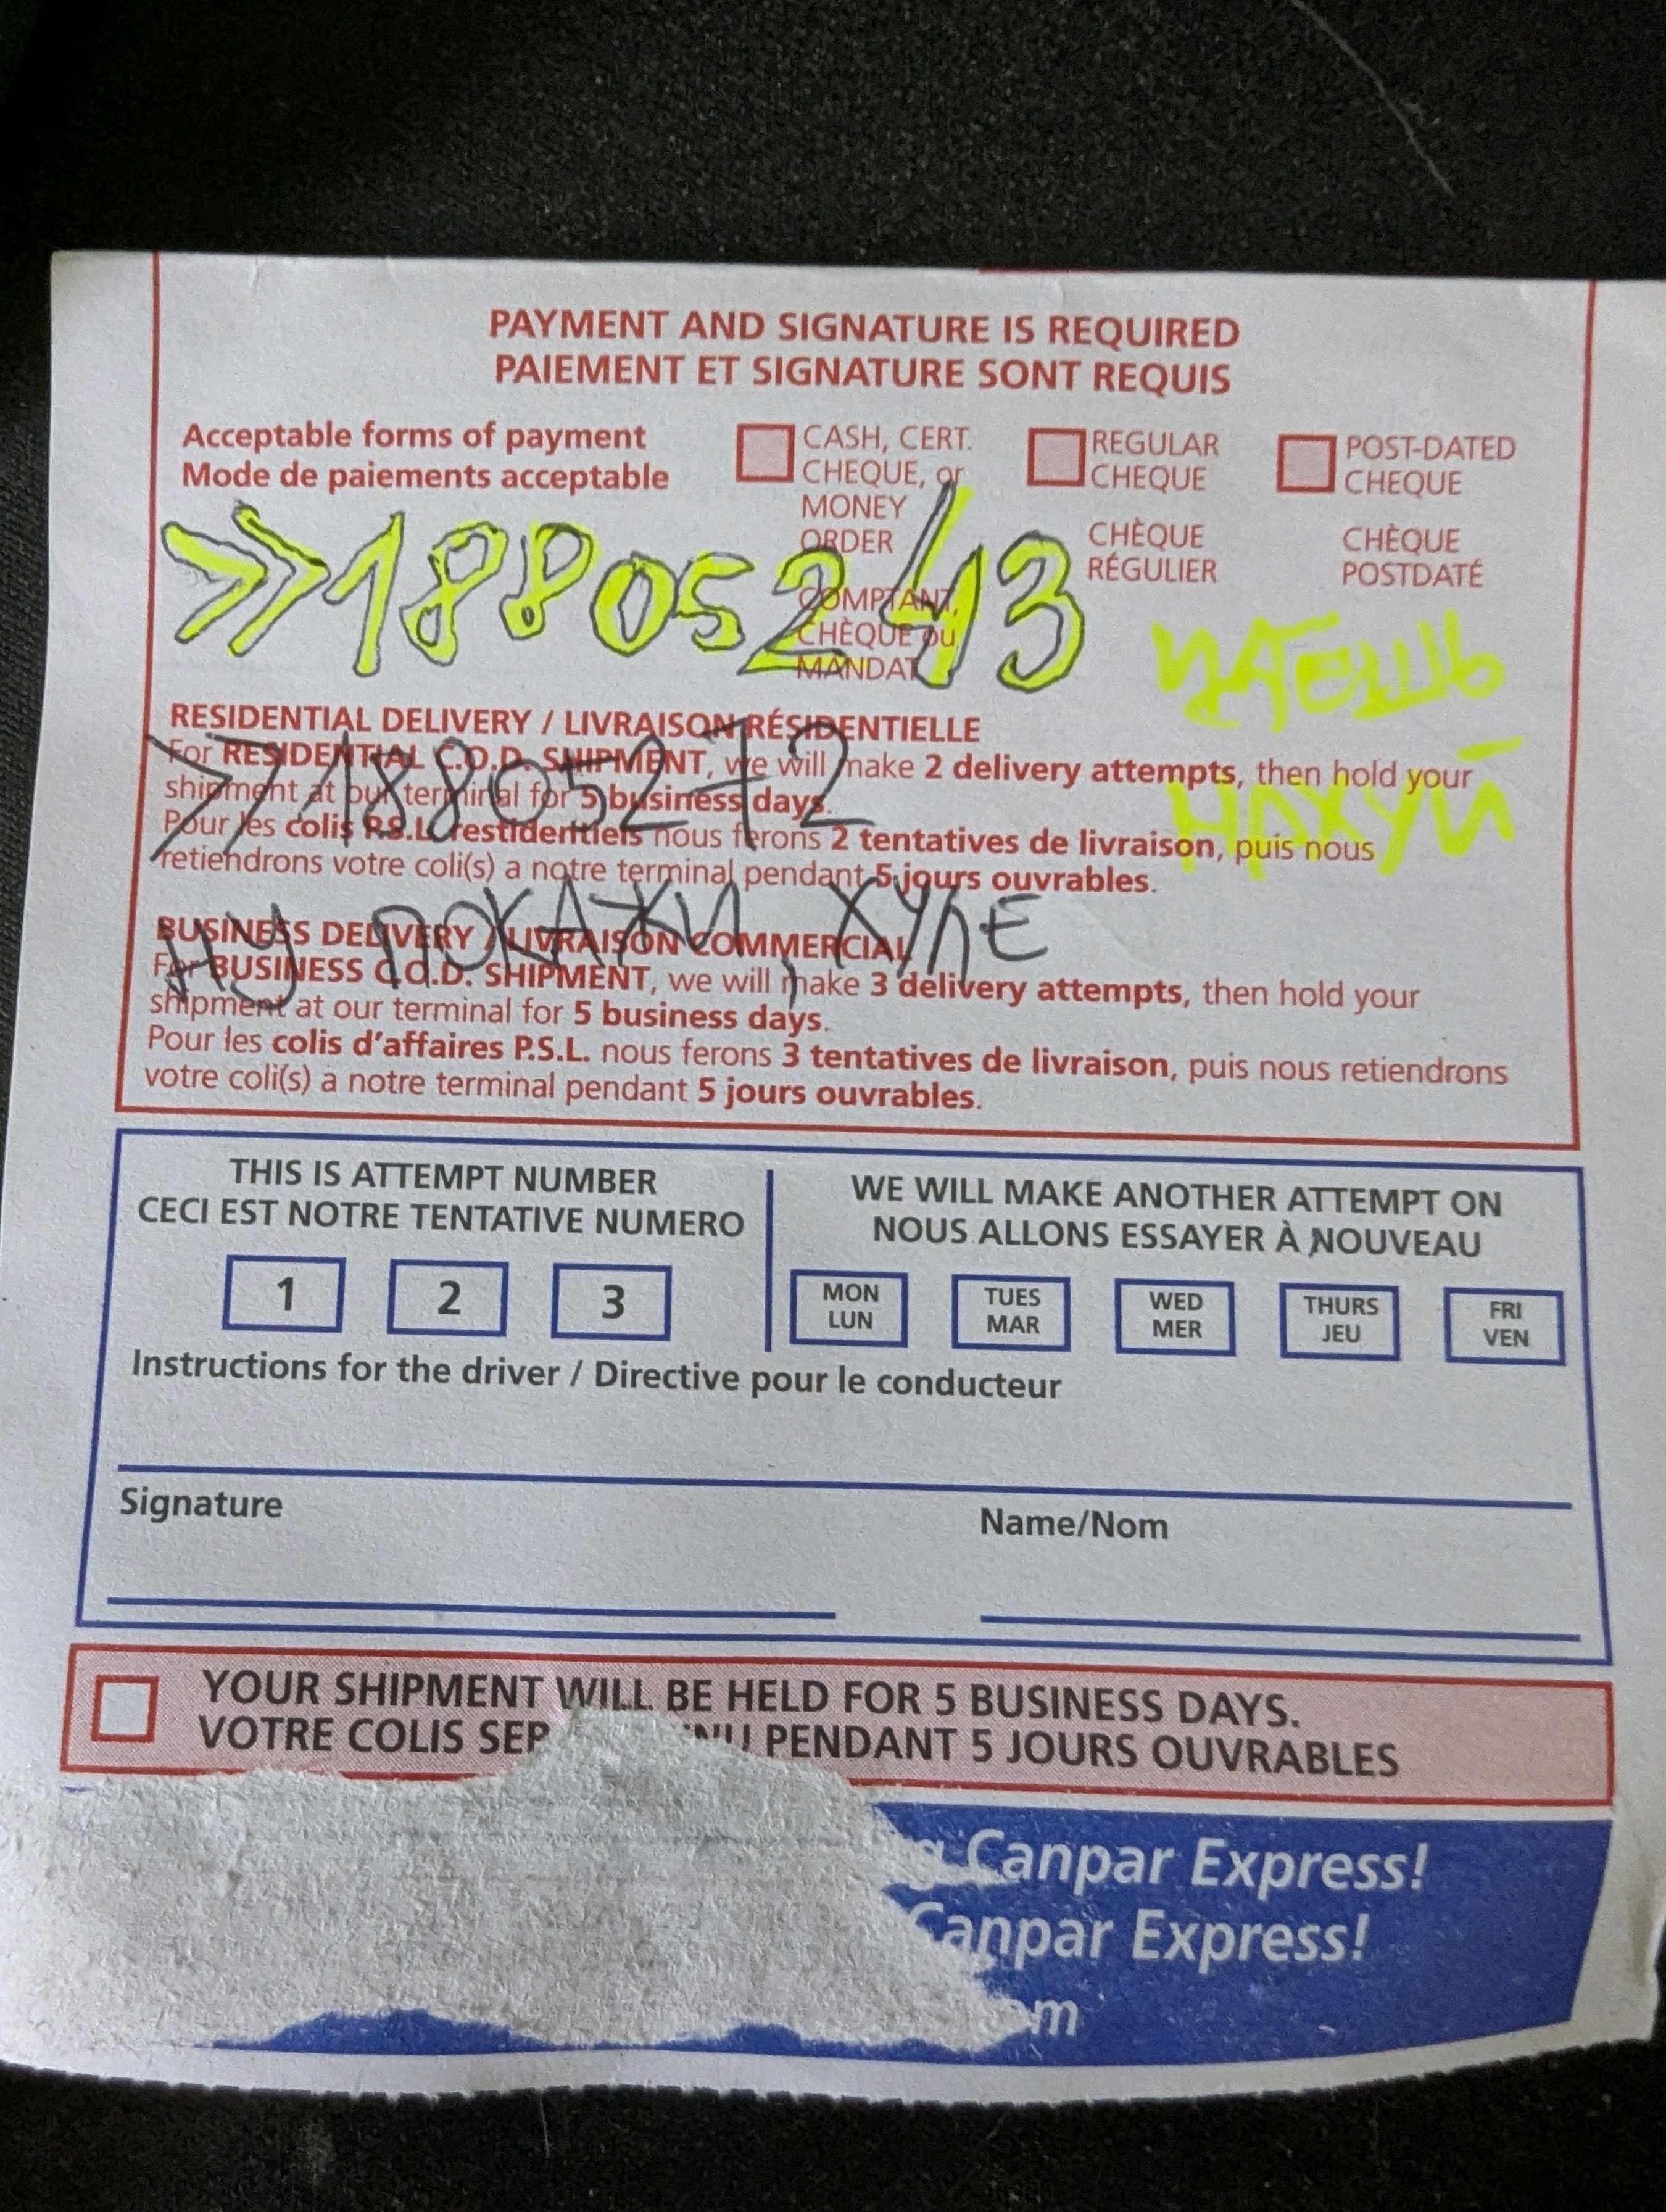 PAYMENT AND SIGNATURE IS REQUIRED
PAIEMENT ET SIGNATURE SONT REQUIS
Acceptable forms of payment
Mode de paiements acceptable
CASH, CERT.
CHEQUE, or
MONEY
ORDER
COMPTANT,
CHÈQUE ou
MANDAT
REGULAR
CHEQUE
CHÈQUE
RÉGULIER
POST-DATED
CHEQUE
CHÈQUE
POSTDATÉ
>>18805243
нахуй
RESIDENTIAL DELIVERY / LIVRAISON RÉSIDENTIELLE
For RESIDENTIAL C.O.D. SHIPMENT, we will make 2 delivery attempts, then hold your
shipment at our terminal for 5 business days.
Pour les colis P.S.L. restidentiels nous ferons 2 tentatives de livraison, puis nous
retiendrons votre coli(s) a notre terminal pendant 5 jours ouvrables.
>>188805272
НУ ПОКАЖИ, ХУЛЕ
BUSINESS DELIVERY / LIVRAISON COMMERCIAL
For BUSINESS C.O.D. SHIPMENT, we will make 3 delivery attempts, then hold your
shipment at our terminal for 5 business days.
Pour les colis d'affaires P.S.L. nous ferons 3 tentatives de livraison, puis nous retiendrons
votre coli(s) a notre terminal pendant 5 jours ouvrables.
THIS IS ATTEMPT NUMBER
CECI EST NOTRE TENTATIVE NUMERO
1 2 3
WE WILL MAKE ANOTHER ATTEMPT ON
NOUS ALLONS ESSAYER À NOUVEAU
MON TUES WED THURS FRI
LUN MAR MER JEU VEN
Instructions for the driver / Directive pour le conducteur
Signature
Name/Nom
YOUR SHIPMENT WILL BE HELD FOR 5 BUSINESS DAYS.
VOTRE COLIS PENDANT 5 JOURS OUVRABLES
Canpar Express!
Canpar Express!